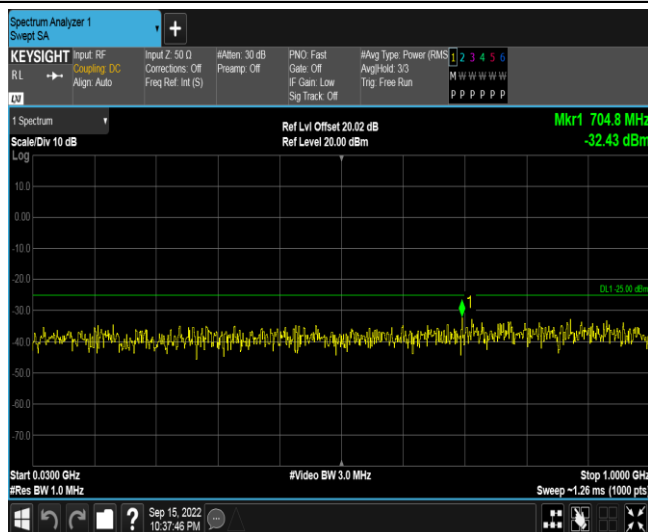 Spectrum Analyzer 1
Swept SA
+
KEYSIGHT
RL
LXI
Input: RF
Coupling: DC
Align: Auto
Input Z: 50 Ω
Corrections: Off
Freq Ref: Int (S)
#Atten: 30 dB
Preamp: Off
PNO: Fast
Gate: Off
IF Gain: Low
Sig Track: Off
#Avg Type: Power (RMS
Avg|Hold: 3/3
Trig: Free Run
1 2 3 4 5 6
M W W W W W
P P P P P P
1 Spectrum
Scale/Div 10 dB
Ref Lvl Offset 20.02 dB
Ref Level 20.00 dBm
Mkr1 704.8 MHz
-32.43 dBm
Log
10.0
0.00
-10.0
-20.0
DL1 -25.00 dBm
1
-30.0
-40.0
-50.0
-60.0
-70.0
Start 0.0300 GHz
#Res BW 1.0 MHz
#Video BW 3.0 MHz
Stop 1.0000 GHz
Sweep ~1.26 ms (1000 pts)
?
Sep 15, 2022
10:37:46 PM